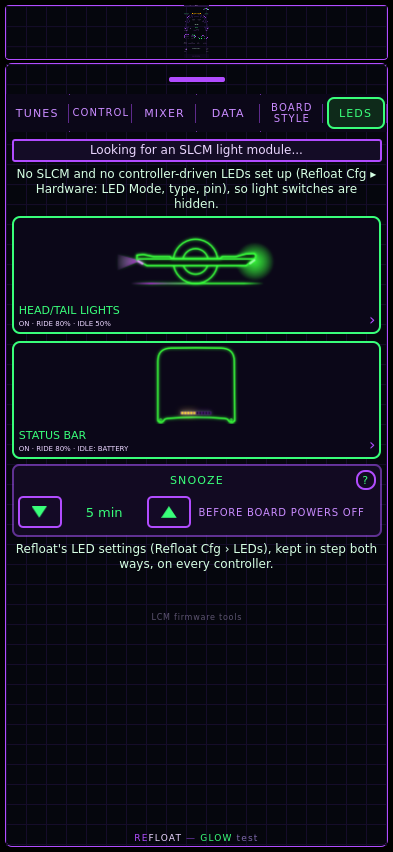 TUNES CONTROL MIXER DATA BOARD STYLE LEDS
Looking for an SLCM light module...
No SLCM and no controller-driven LEDs set up (Refloat Cfg ▸
Hardware: LED Mode, type, pin), so light switches are
hidden.
HEAD/TAIL LIGHTS
ON · RIDE 80% · IDLE 50%
›
STATUS BAR
ON · RIDE 80% · IDLE: BATTERY
›
SNOOZE ?
▼ 5 min ▲ BEFORE BOARD POWERS OFF
Refloat's LED settings (Refloat Cfg › LEDs), kept in step both
ways, on every controller.
LCM firmware tools
REFLOAT — GLOW test